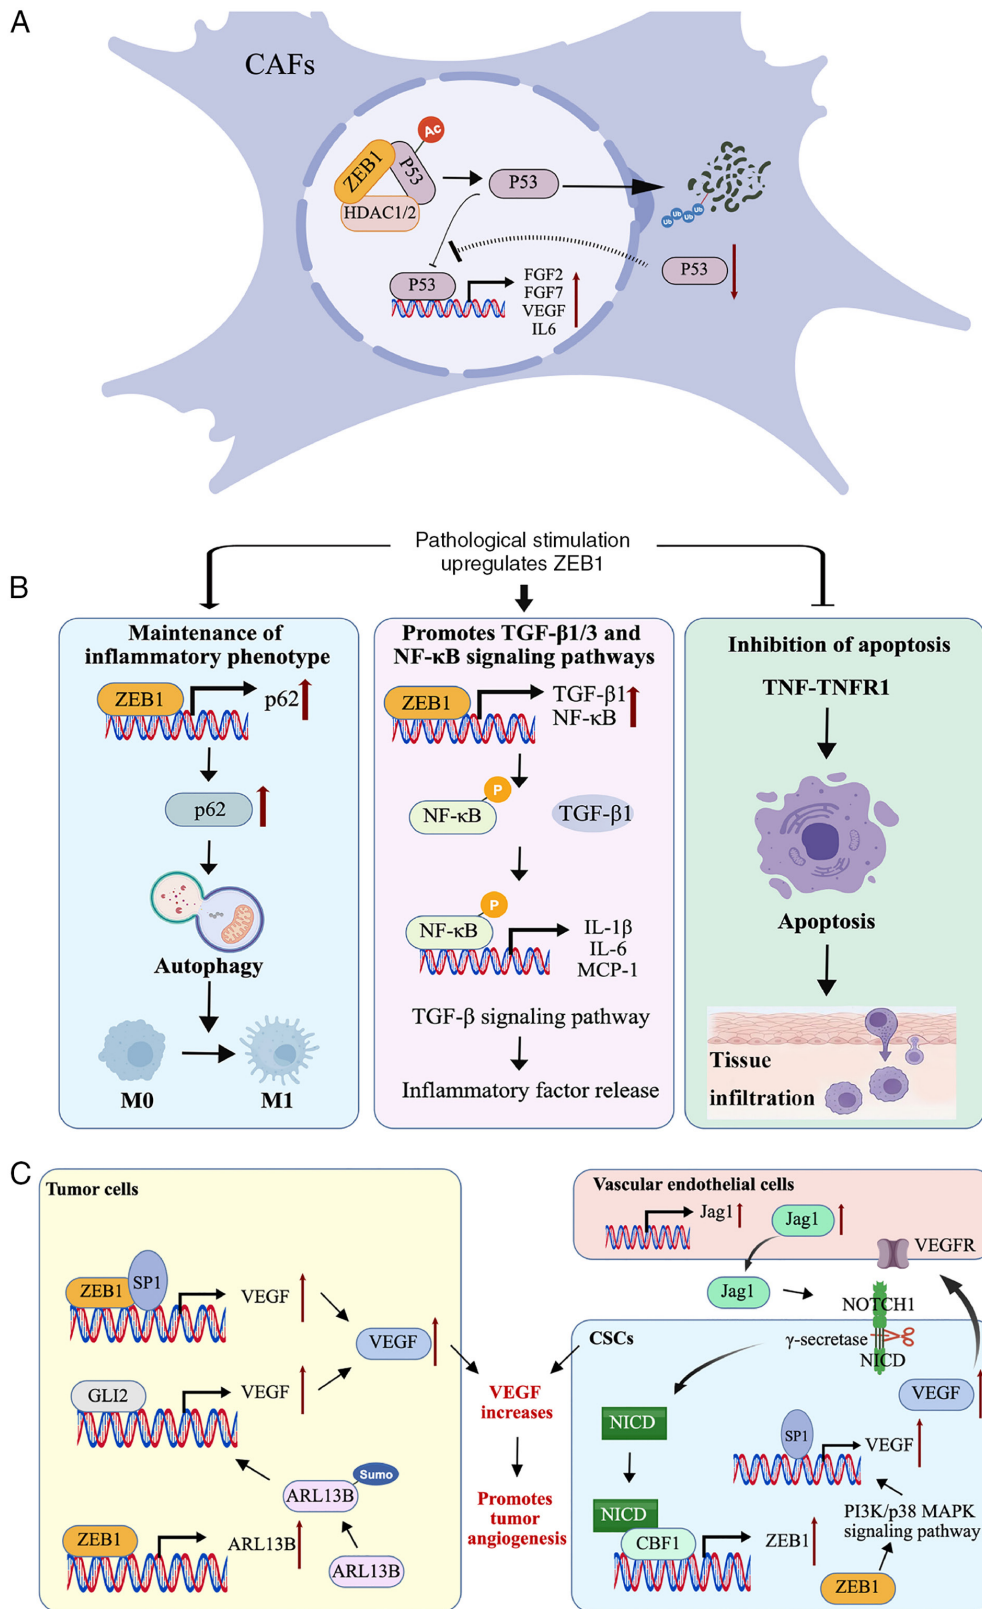 A
CAFs
Ac
ZEB1
P53
HDAC1/2
P53
Ub
Ub
Ub
Ub
P53
P53
FGF2
FGF7
VEGF
IL6
Pathological stimulation
upregulates ZEB1
B
Maintenance of
inflammatory phenotype
ZEB1
p62
p62
Autophagy
M0
M1
Promotes TGF-β1/3 and
NF-κB signaling pathways
ZEB1
TGF-β1
NF-κB
P
NF-κB
TGF-β1
P
NF-κB
IL-1β
IL-6
MCP-1
TGF-β signaling pathway
Inflammatory factor release
Inhibition of apoptosis
TNF-TNFR1
Apoptosis
Tissue
infiltration
C
Tumor cells
ZEB1
SP1
VEGF
VEGF
GLI2
VEGF
Sumo
ARL13B
ZEB1
ARL13B
ARL13B
VEGF
increases
Promotes
tumor
angiogenesis
Vascular endothelial cells
Jag1
Jag1
VEGFR
Jag1
NOTCH1
CSCs
γ-secretase
NICD
VEGF
NICD
SP1
VEGF
PI3K/p38 MAPK
signaling pathway
NICD
CBF1
ZEB1
ZEB1